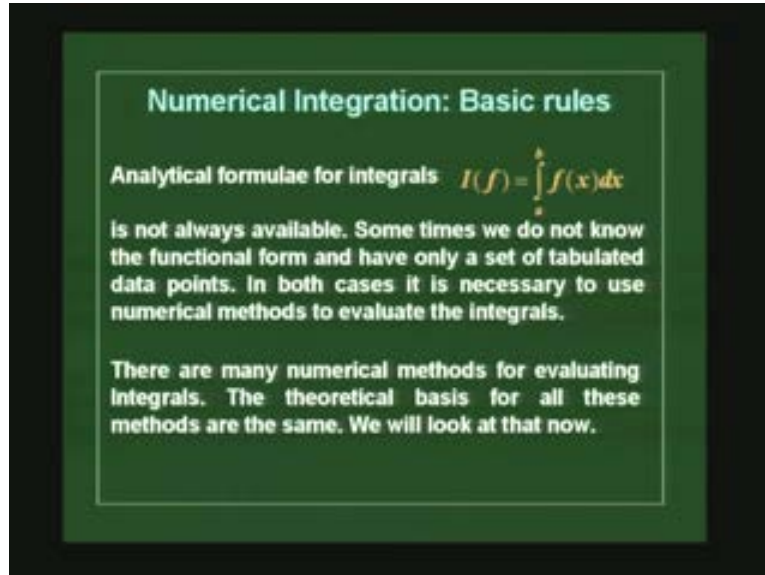 Numerical Integration: Basic rules
Analytical formulae for integrals I(f) = ∫ₐᵇ f(x)dx
is not always available. Some times we do not know
the functional form and have only a set of tabulated
data points. In both cases it is necessary to use
numerical methods to evaluate the integrals.
There are many numerical methods for evaluating
Integrals. The theoretical basis for all these
methods are the same. We will look at that now.